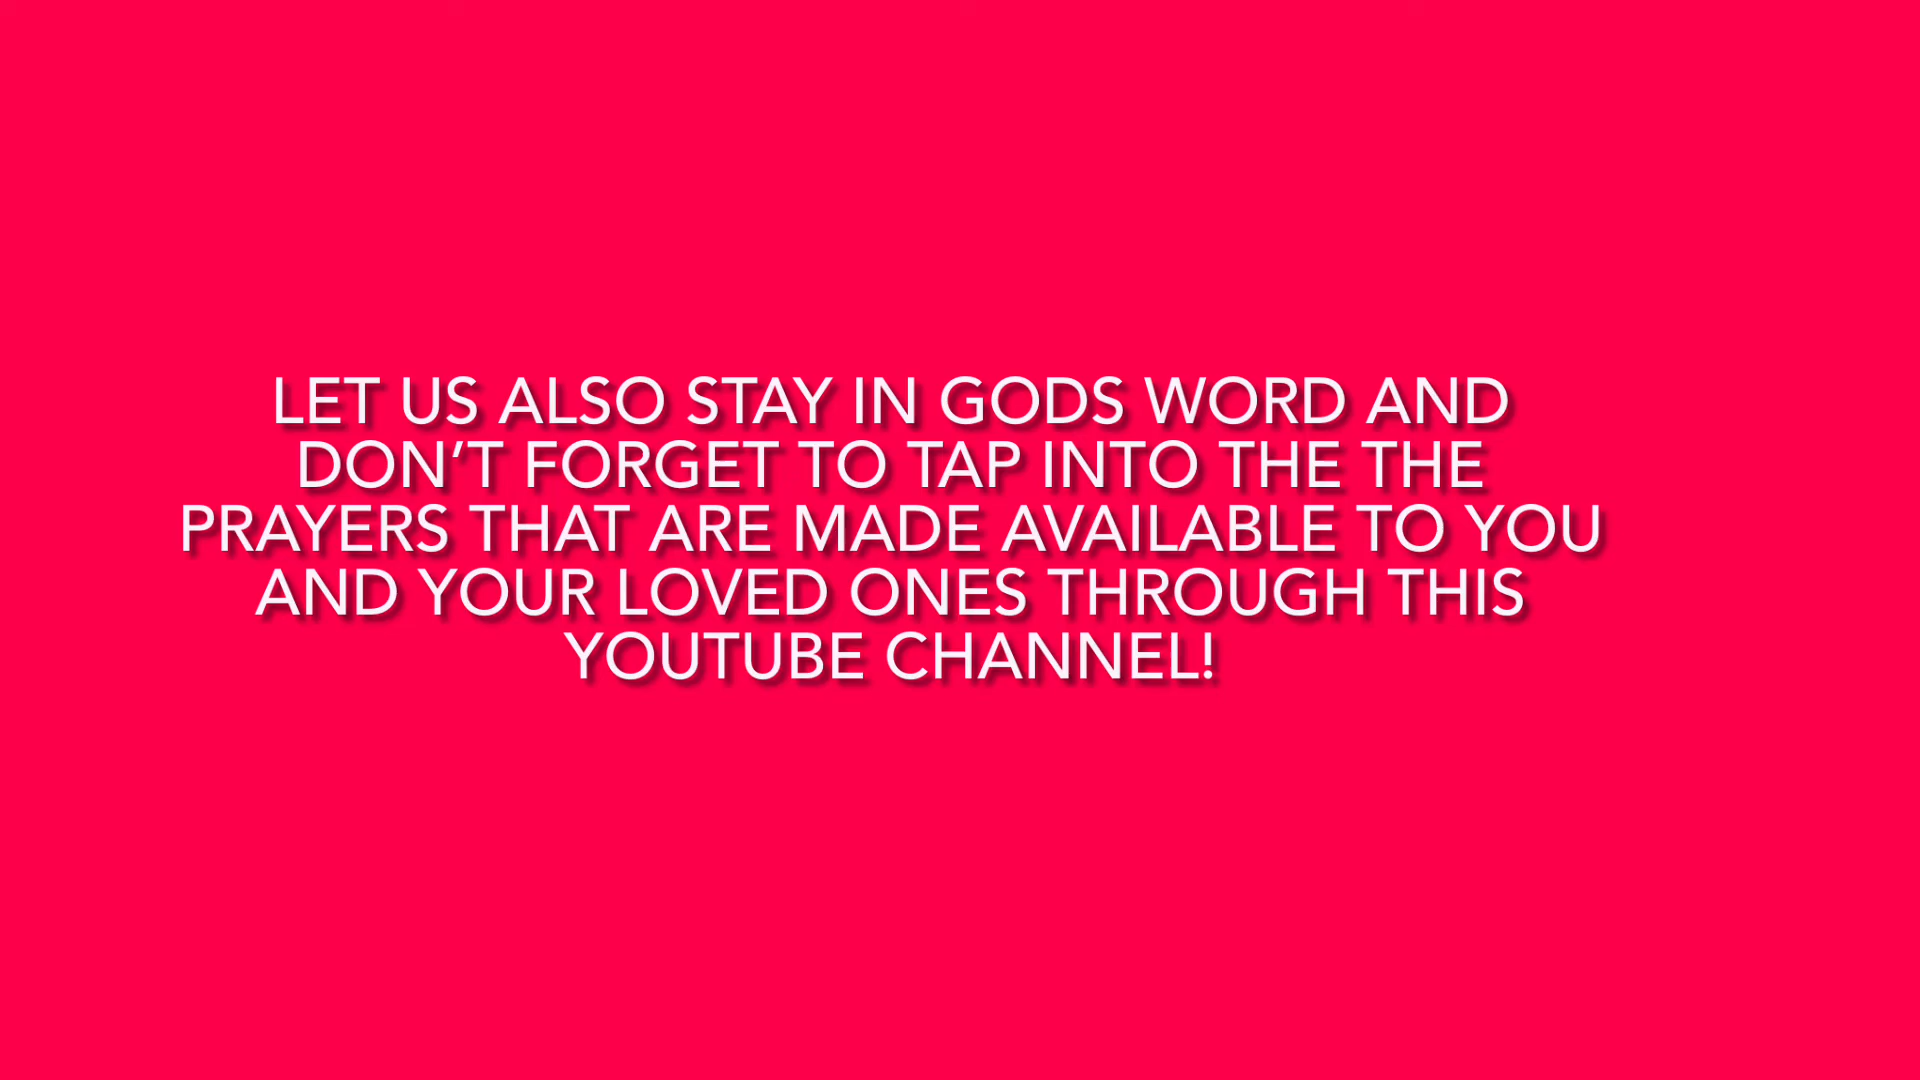 LET US ALSO STAY IN GODS WORD AND
DON’T FORGET TO TAP INTO THE THE
PRAYERS THAT ARE MADE AVAILABLE TO YOU
AND YOUR LOVED ONES THROUGH THIS
YOUTUBE CHANNEL!